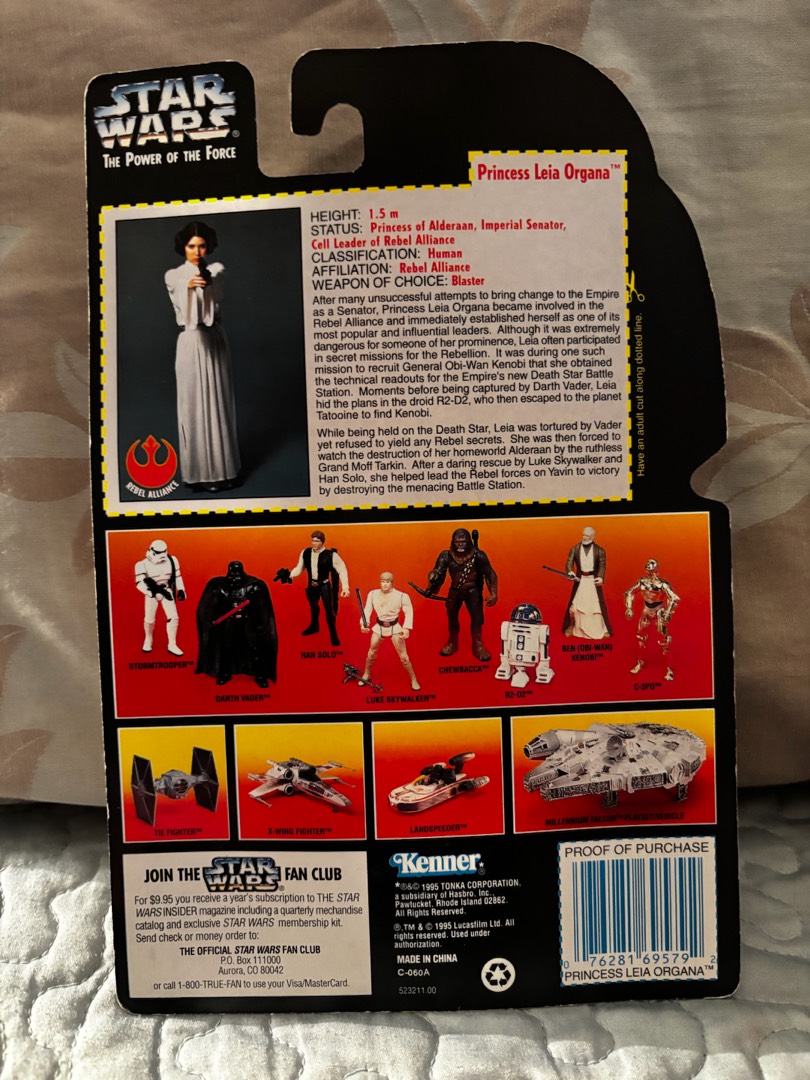 STAR
WARS®
THE POWER OF THE FORCE
Princess Leia Organa™
HEIGHT: 1.5 m
STATUS: Princess of Alderaan, Imperial Senator,
Cell Leader of Rebel Alliance
CLASSIFICATION: Human
AFFILIATION: Rebel Alliance
WEAPON OF CHOICE: Blaster
After many unsuccessful attempts to bring change to the Empire
as a Senator, Princess Leia Organa became involved in the
Rebel Alliance and immediately established herself as one of its
most popular and influential leaders. Although it was extremely
dangerous for someone of her prominence, Leia often participated
in secret missions for the Rebellion. It was during one such
mission to recruit General Obi-Wan Kenobi that she obtained
the technical readouts for the Empire's new Death Star Battle
Station. Moments before being captured by Darth Vader, Leia
hid the plans in the droid R2-D2, who then escaped to the planet
Tatooine to find Kenobi.
While being held on the Death Star, Leia was tortured by Vader
yet refused to yield any Rebel secrets. She was then forced to
watch the destruction of her homeworld Alderaan by the ruthless
Grand Moff Tarkin. After a daring rescue by Luke Skywalker and
Han Solo, she helped lead the Rebel forces on Yavin to victory
by destroying the menacing Battle Station.
REBEL ALLIANCE
Have an adult cut along dotted line.
STORMTROOPER™
DARTH VADER™
HAN SOLO™
LUKE SKYWALKER™
CHEWBACCA™
R2-D2™
BEN (OBI-WAN)
KENOBI™
C-3PO™
TIE FIGHTER™
X-WING FIGHTER™
LANDSPEEDER™
MILLENNIUM FALCON™ PLAYSET/VEHICLE
JOIN THE STAR WARS® FAN CLUB
For $9.95 you receive a year's subscription to THE STAR
WARS INSIDER magazine including a quarterly merchandise
catalog and exclusive STAR WARS membership kit.
Send check or money order to:
THE OFFICIAL STAR WARS FAN CLUB
P.O. Box 111000
Aurora, CO 80042
or call 1-800-TRUE-FAN to use your Visa/MasterCard.
Kenner®
*®&© 1995 TONKA CORPORATION,
a subsidiary of Hasbro, Inc.
Pawtucket, Rhode Island 02862.
All Rights Reserved.
®,™ & © 1995 Lucasfilm Ltd. All
rights reserved. Used under
authorization.
MADE IN CHINA
C-060A
523211.00
PROOF OF PURCHASE
0 76281 69579 2
PRINCESS LEIA ORGANA™